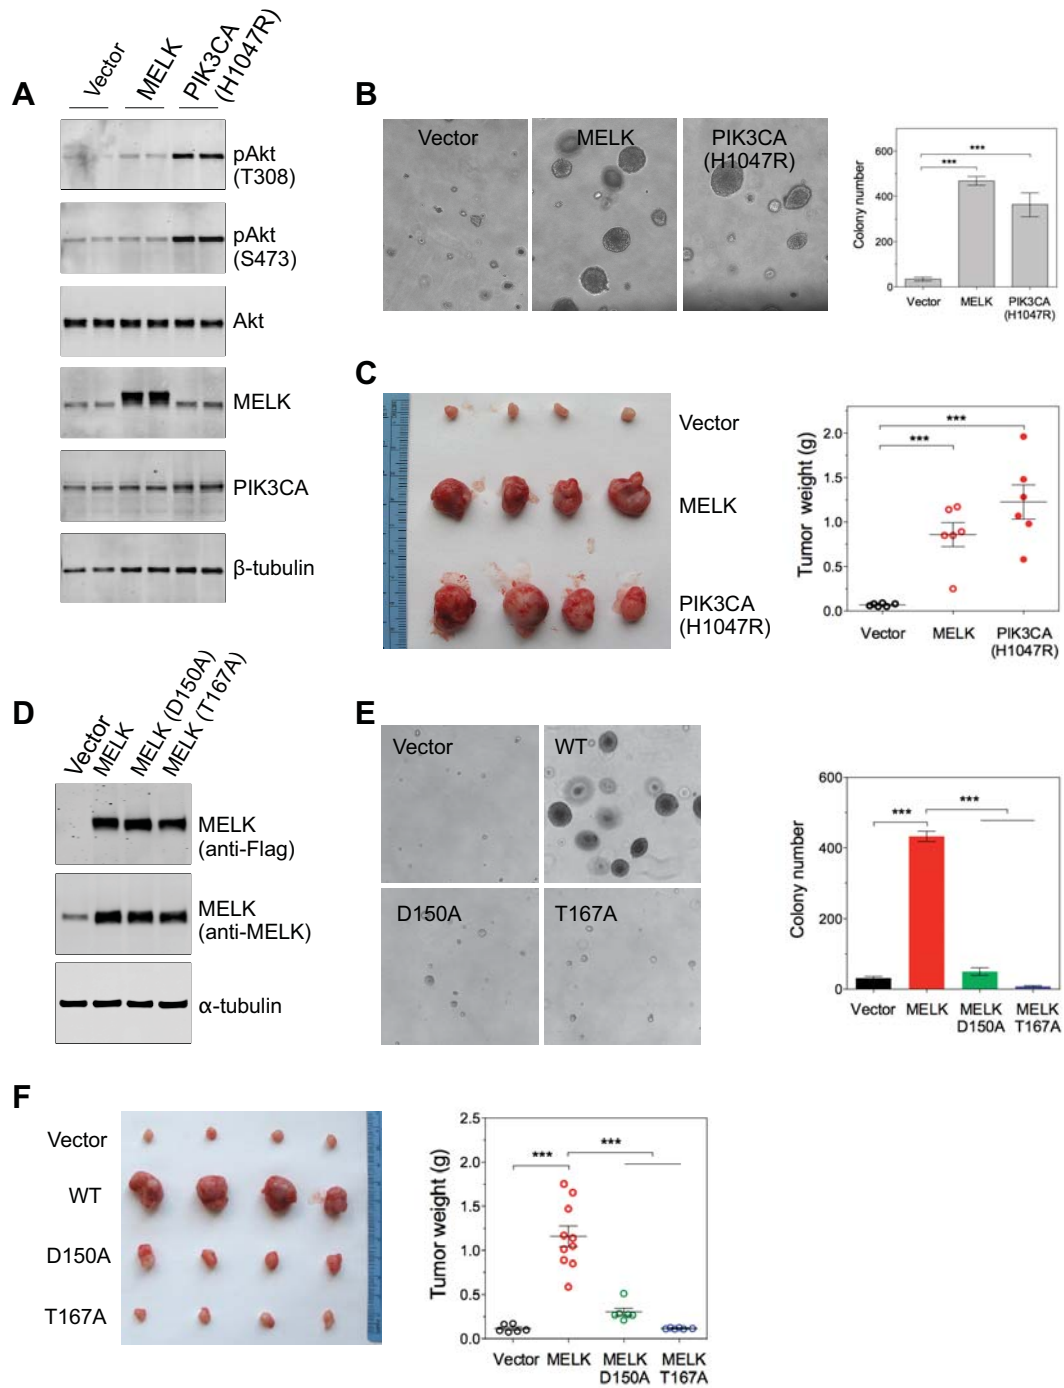 A
Vector
MELK
PIK3CA
(H1047R)
pAkt
(T308)
pAkt
(S473)
Akt
MELK
PIK3CA
β-tubulin
B
Vector
MELK
PIK3CA
(H1047R)
Colony number
600
400
200
0
***
***
Vector
MELK
PIK3CA
(H1047R)
C
Vector
MELK
PIK3CA
(H1047R)
Tumor weight (g)
2.0
1.5
1.0
0.5
0.0
***
***
Vector
MELK
PIK3CA
(H1047R)
D
Vector
MELK
MELK (D150A)
MELK (T167A)
MELK
(anti-Flag)
MELK
(anti-MELK)
α-tubulin
E
Vector
WT
D150A
T167A
Colony number
600
400
200
0
***
***
Vector
MELK
MELK
D150A
MELK
T167A
F
Vector
WT
D150A
T167A
Tumor weight (g)
2.5
2.0
1.5
1.0
0.5
0.0
***
***
Vector
MELK
MELK
D150A
MELK
T167A